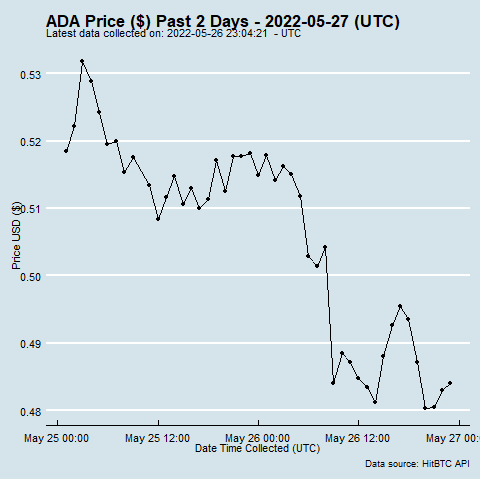 ADA Price ($) Past 2 Days - 2022-05-27 (UTC)
Latest data collected on: 2022-05-26 23:04:21 - UTC
0.53
0.52
0.51
0.50
0.49
0.48
Price USD ($)
May 25 00:00 May 25 12:00 May 26 00:00 May 26 12:00 May 27 00:
Date Time Collected (UTC)
Data source: HitBTC API